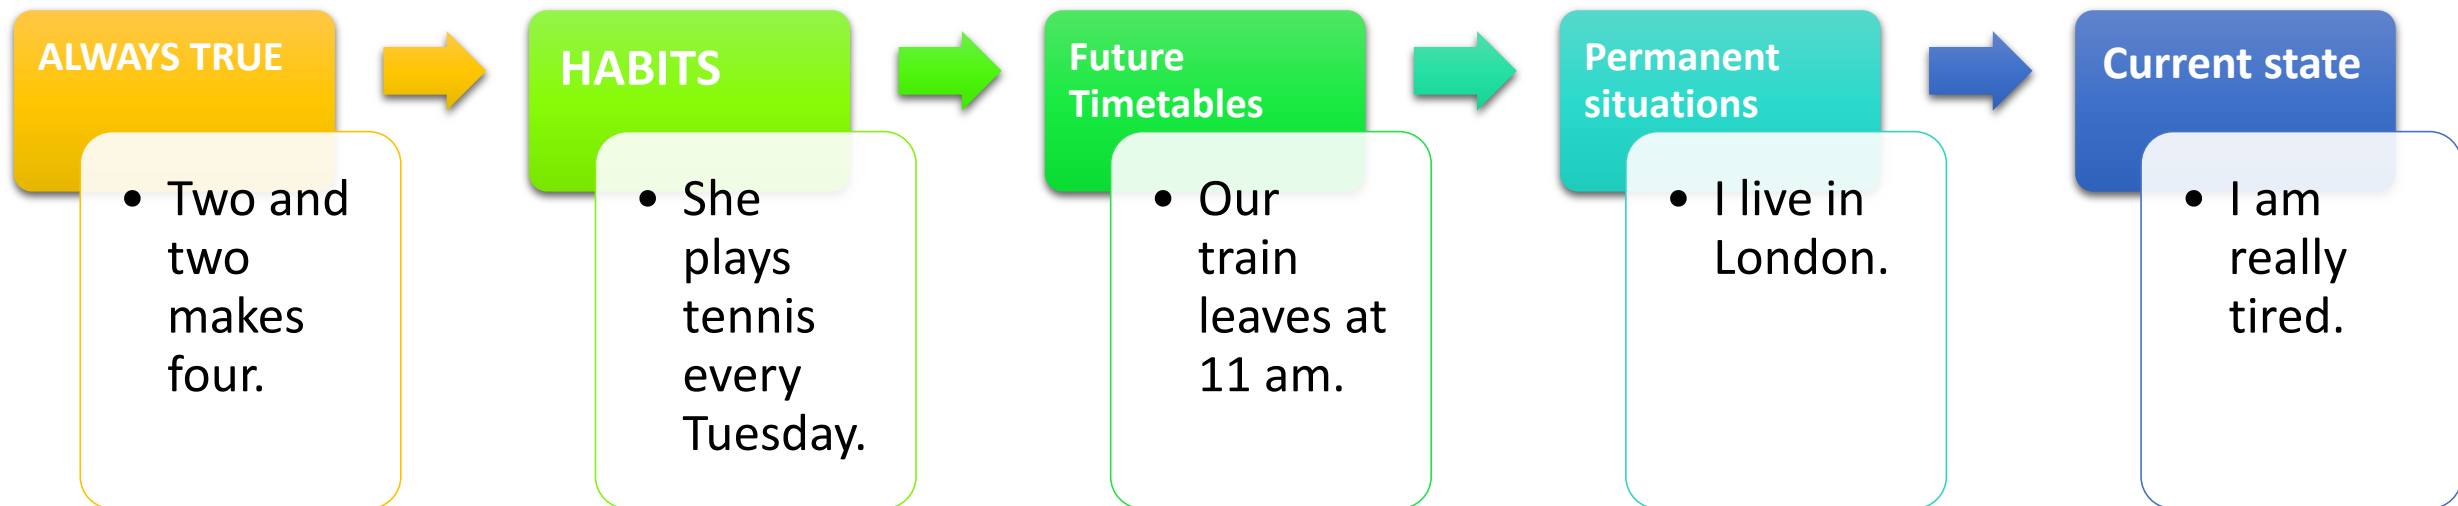 ALWAYS TRUE
• Two and
two
makes
four.
HABITS
• She
plays
tennis
every
Tuesday.
Future
Timetables
• Our
train
leaves at
11 am.
Permanent
situations
• I live in
London.
Current state
• I am
really
tired.